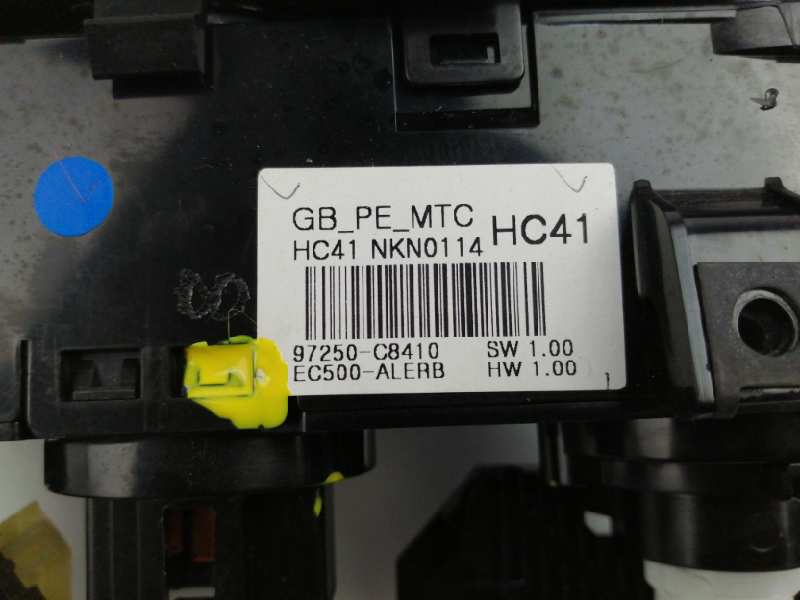 GB_PE_MTC
HC41 NKN0114 HC41
97250-C8410 SW 1.00
EC500-ALERB HW 1.00
S